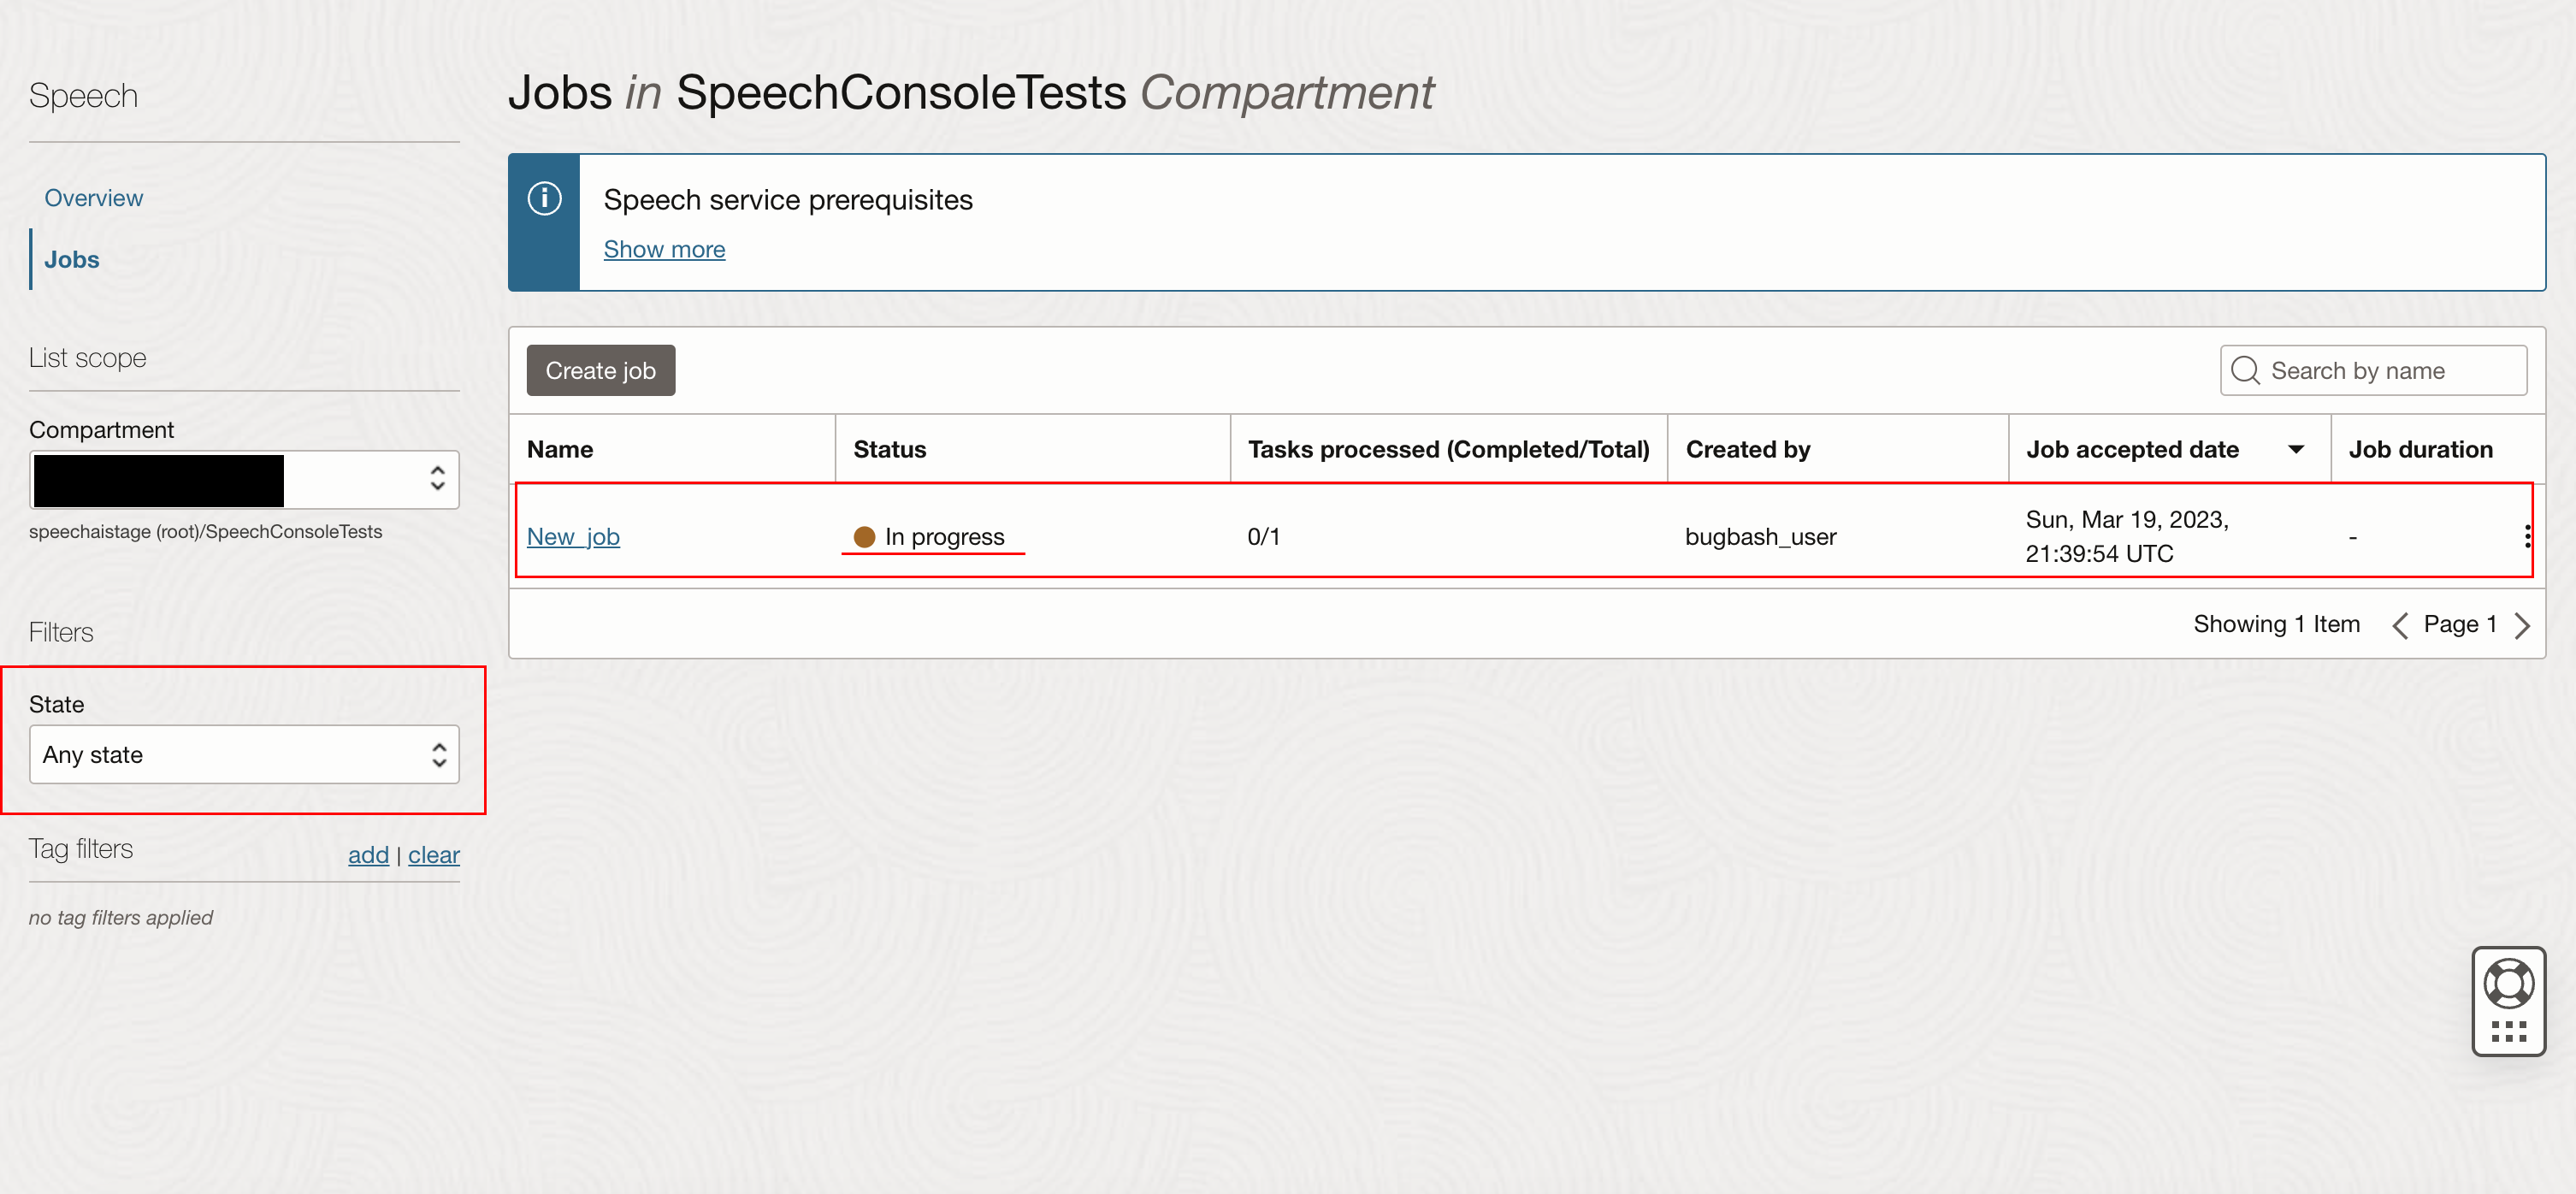 Speech
Overview
Jobs
List scope
Compartment
speechaistage (root)/SpeechConsoleTests
Filters
State
Any state
Tag filters
add | clear
no tag filters applied
Jobs in SpeechConsoleTests Compartment
Speech service prerequisites
Show more
Create job
Search by name
Name Status Tasks processed (Completed/Total) Created by Job accepted date Job duration
New_job In progress 0/1 bugbash_user Sun, Mar 19, 2023, -
21:39:54 UTC
Showing 1 Item Page 1